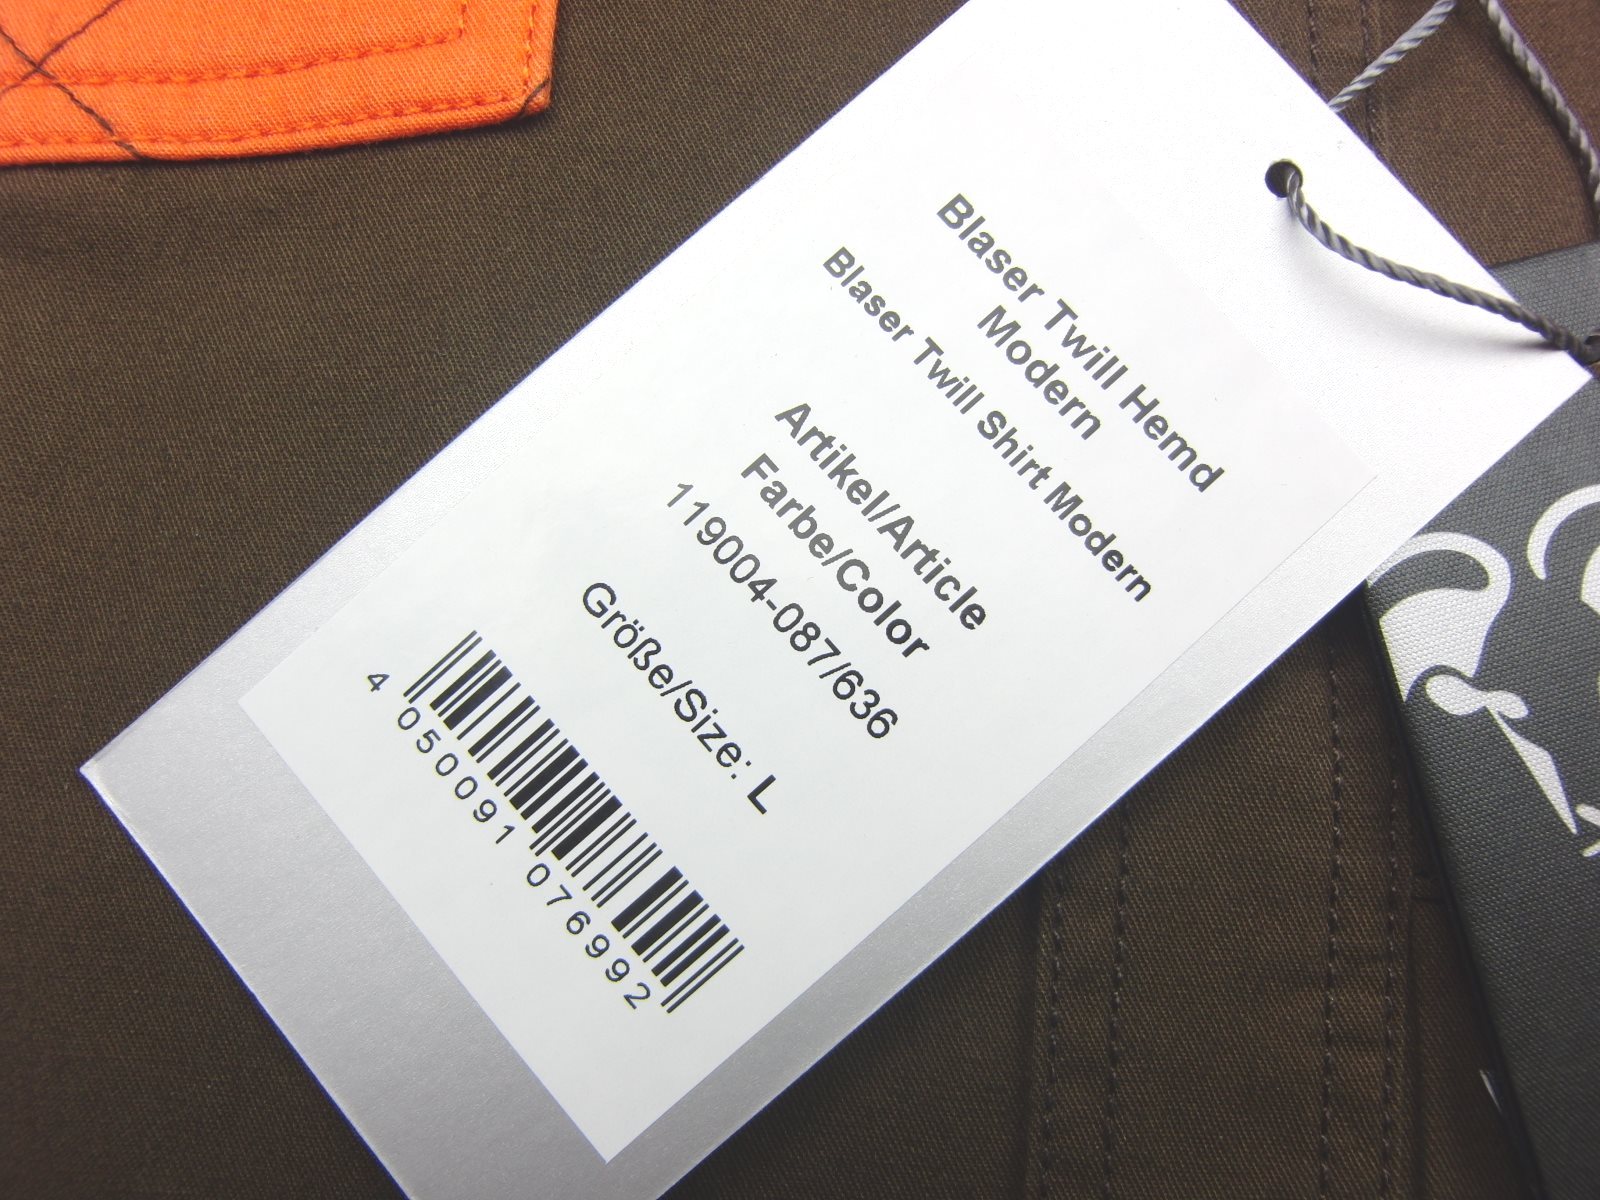 Blaser Twill Hemd
Modern
Blaser Twill Shirt Modern
Artikel/Article
Farbe/Color
119004-087/636
Größe/Size: L
4 050091 076992